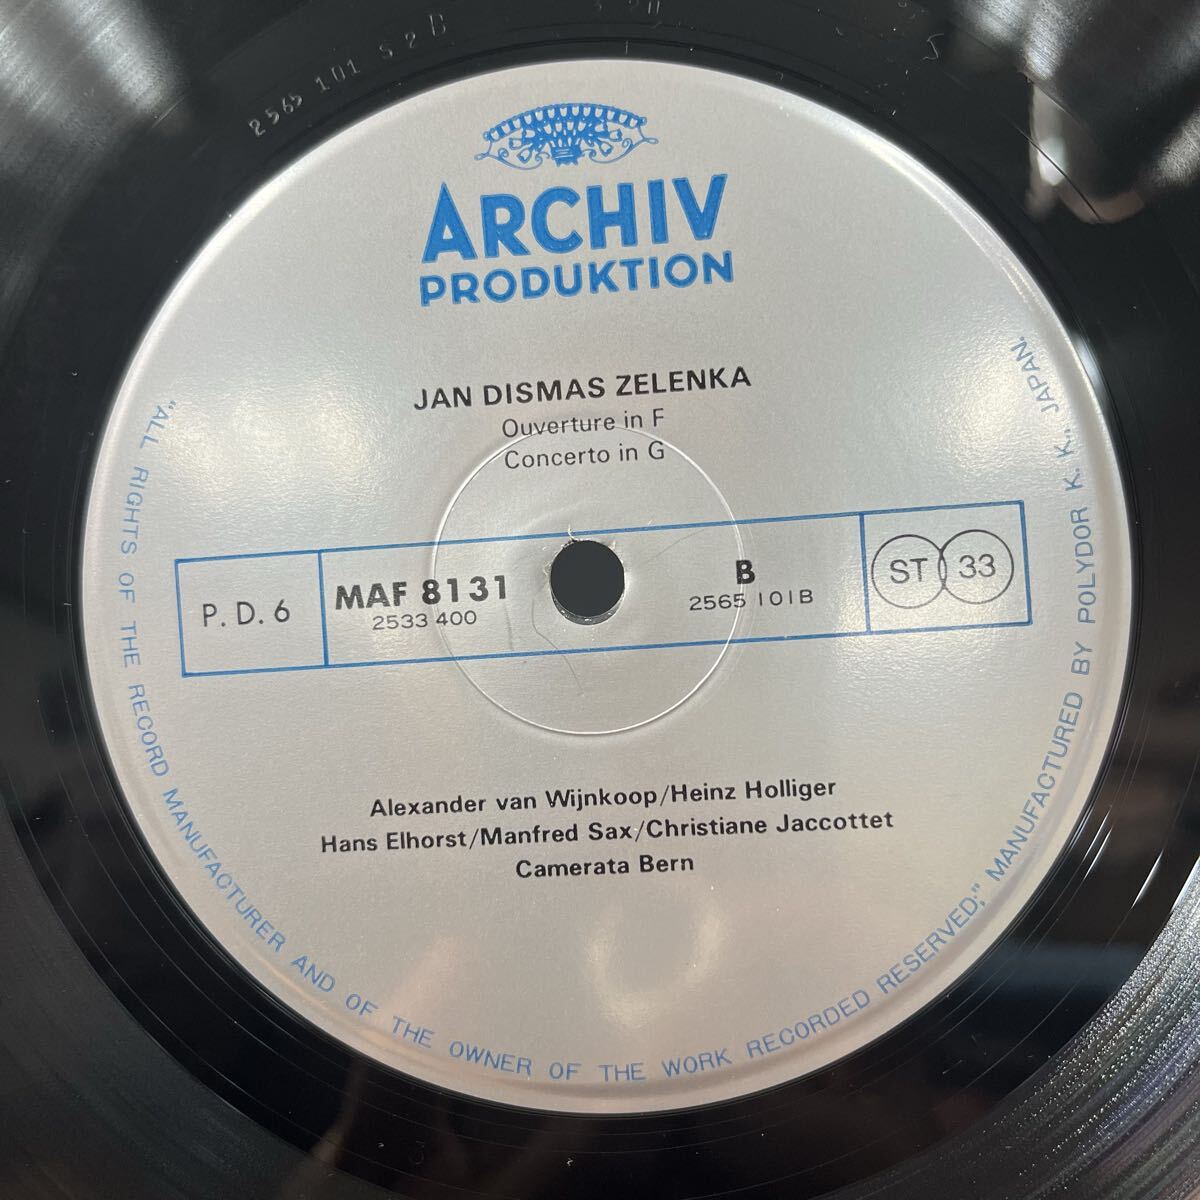 2565 101 S 2 B
ARCHIV
PRODUKTION
JAN DISMAS ZELENKA
Ouverture in F
Concerto in G
P. D. 6
MAF 8131
2533 400
B
2565 101B
ST 33
Alexander van Wijnkoop/Heinz Holliger
Hans Elhorst/Manfred Sax/Christiane Jaccottet
Camerata Bern
"ALL RIGHTS OF THE RECORD MANUFACTURER AND OF THE OWNER OF THE WORK RECORDED RESERVED;" MANUFACTURED BY POLYDOR K. K., JAPAN.